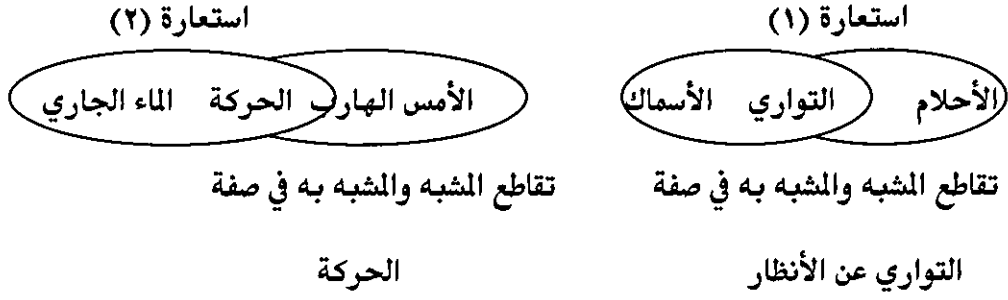 استعارة (١)
استعارة (٢)
الأحلام التواري الأسماك
الأمس الهارب الحركة الماء الجاري
تقاطع المشبه والمشبه به في صفة
تقاطع المشبه والمشبه به في صفة
التواري عن الأنظار
الحركة